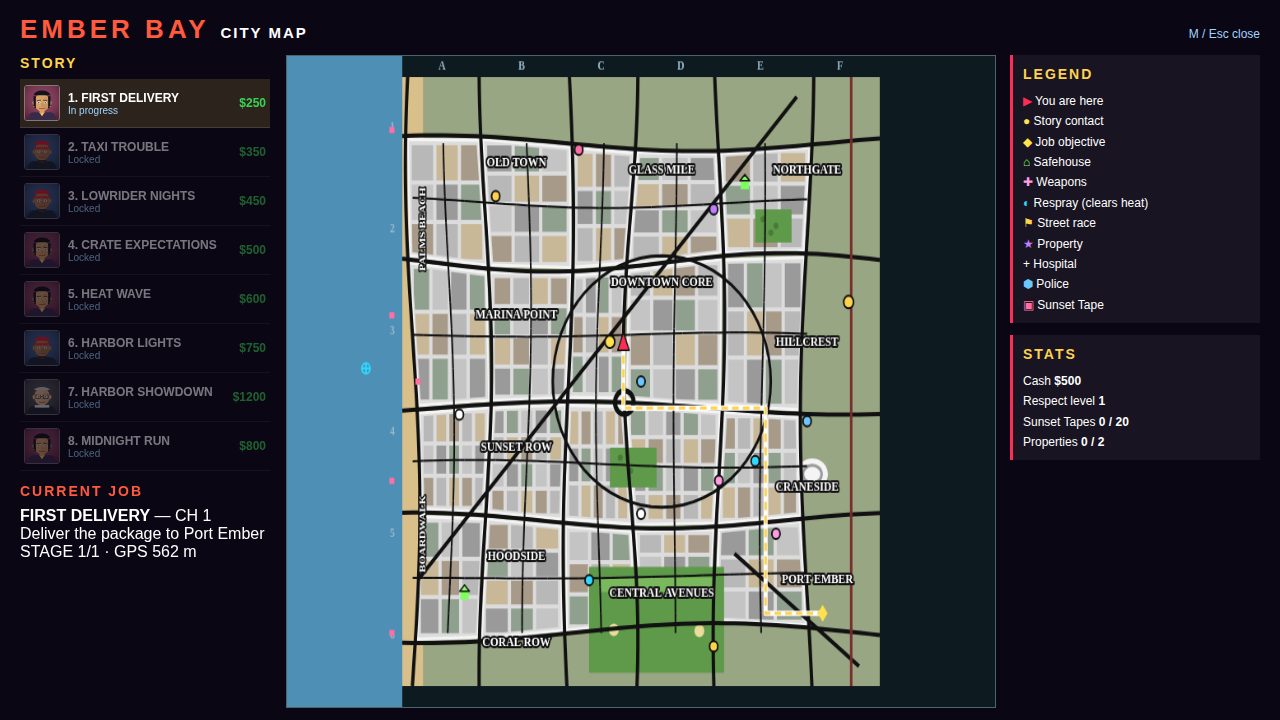 EMBER BAY CITY MAP
M / Esc close
STORY
1. FIRST DELIVERY
In progress
$250
2. TAXI TROUBLE
Locked
$350
3. LOWRIDER NIGHTS
Locked
$450
4. CRATE EXPECTATIONS
Locked
$500
5. HEAT WAVE
Locked
$600
6. HARBOR LIGHTS
Locked
$750
7. HARBOR SHOWDOWN
Locked
$1200
8. MIDNIGHT RUN
Locked
$800
CURRENT JOB
FIRST DELIVERY — CH 1
Deliver the package to Port Ember
STAGE 1/1 · GPS 562 m
A B C D E F
2
3
4
5
OLD TOWN
GLASS MILE
NORTHGATE
PALMS BEACH
DOWNTOWN CORE
MARINA POINT
HILLCREST
SUNSET ROW
CRANESIDE
BOARDWALK
HOODSIDE
PORT EMBER
CENTRAL AVENUES
CORAL ROW
LEGEND
You are here
Story contact
Job objective
Safehouse
Weapons
Respray (clears heat)
Street race
Property
Hospital
Police
Sunset Tape
STATS
Cash $500
Respect level 1
Sunset Tapes 0 / 20
Properties 0 / 2